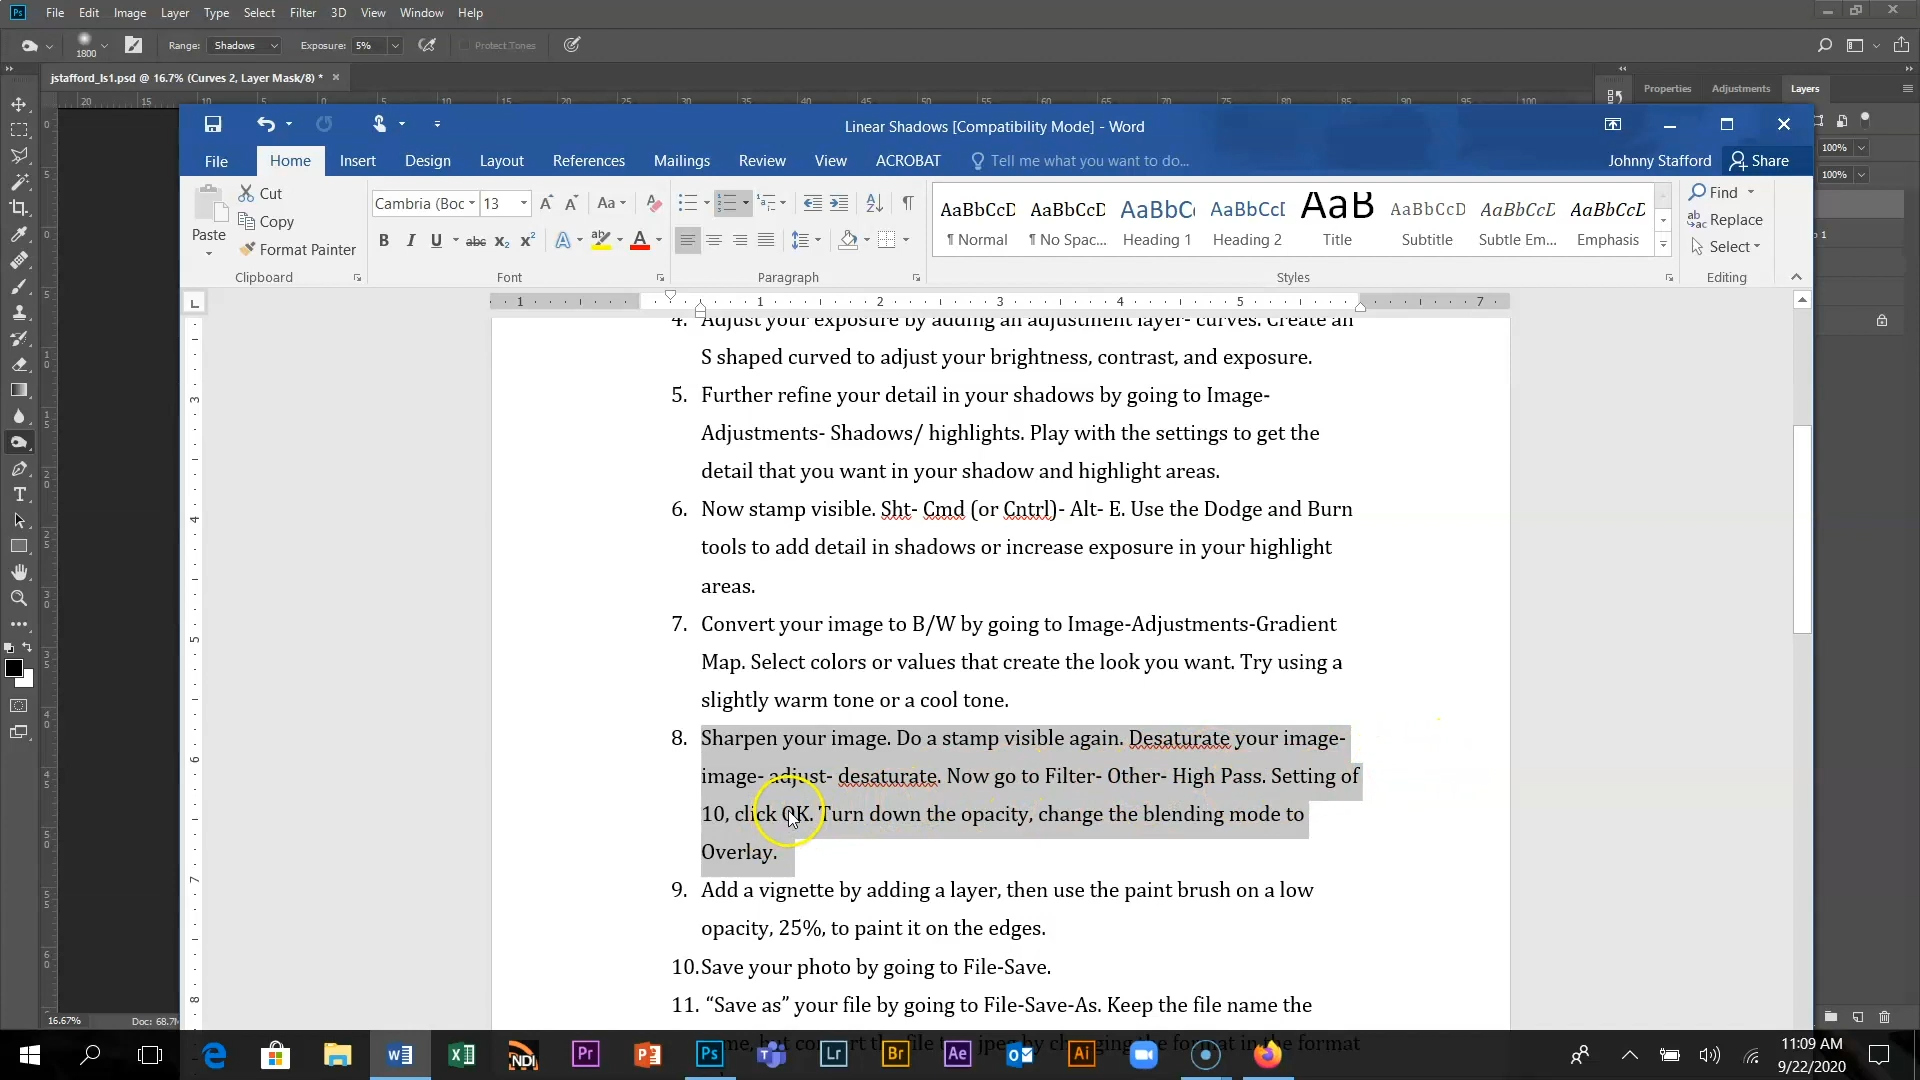 File Edit Image Layer Type Select Filter 3D View Window Help
1800 Range: Shadows Exposure: 5% Protect Tones
jstafford_ls1.psd @ 16.7% (Curves 2, Layer Mask/8) *
Properties Adjustments Layers
Linear Shadows [Compatibility Mode] - Word
File Home Insert Design Layout References Mailings Review View ACROBAT Tell me what you want to do... Johnny Stafford Share
100%
100%
Paste Cut
Copy
Format Painter
Cambria (Boc 13
AaBbCcD AaBbCcD AaBbC AaBbCcD AaB AaBbCcD AaBbCcD AaBbCcD
¶ Normal ¶ No Spac... Heading 1 Heading 2 Title Subtitle Subtle Em... Emphasis
Find
Replace
Select
Clipboard Font Paragraph Styles Editing
4. Adjust your exposure by adding an adjustment layer- curves. Create an
S shaped curved to adjust your brightness, contrast, and exposure.
5. Further refine your detail in your shadows by going to Image-
Adjustments- Shadows/ highlights. Play with the settings to get the
detail that you want in your shadow and highlight areas.
6. Now stamp visible. Sht- Cmd (or Cntrl)- Alt- E. Use the Dodge and Burn
tools to add detail in shadows or increase exposure in your highlight
areas.
7. Convert your image to B/W by going to Image-Adjustments-Gradient
Map. Select colors or values that create the look you want. Try using a
slightly warm tone or a cool tone.
8. Sharpen your image. Do a stamp visible again. Desaturate your image-
image- adjust- desaturate. Now go to Filter- Other- High Pass. Setting of
10, click OK. Turn down the opacity, change the blending mode to
Overlay.
9. Add a vignette by adding a layer, then use the paint brush on a low
opacity, 25%, to paint it on the edges.
10. Save your photo by going to File-Save.
11. “Save as” your file by going to File-Save-As. Keep the file name the
16.67% Doc: 68.7M
11:09 AM
9/22/2020